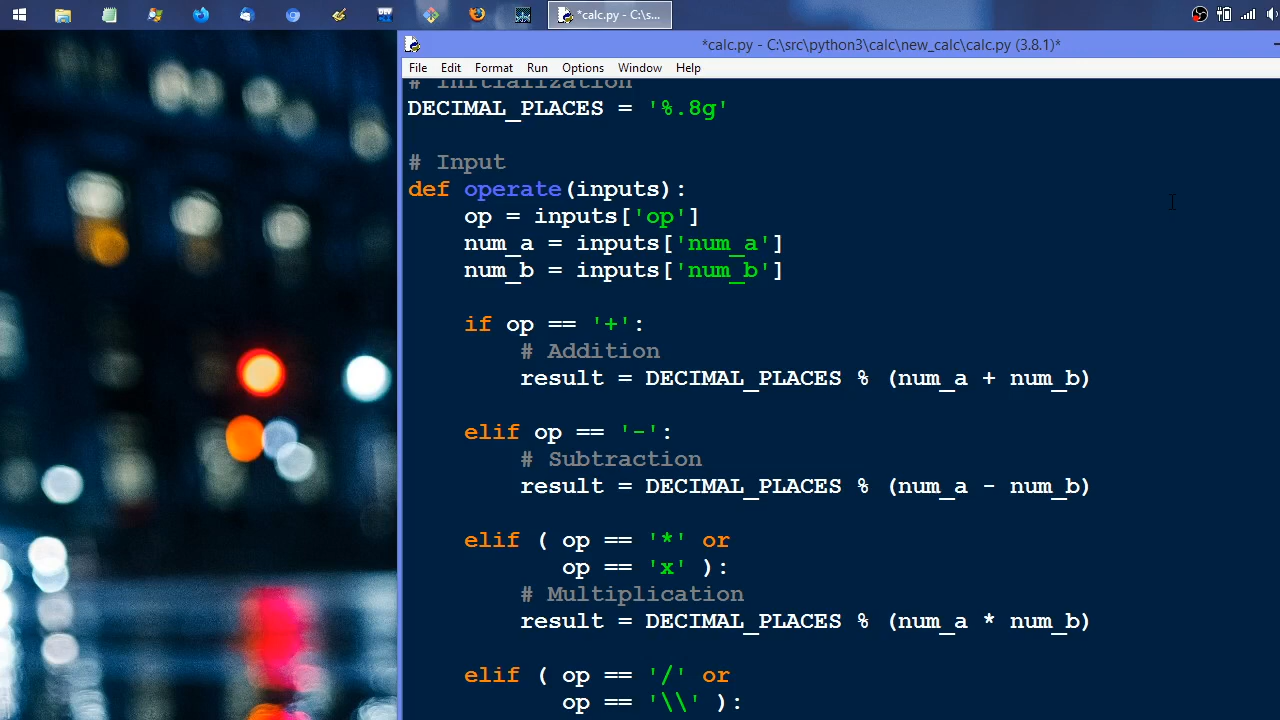 *calc.py - C:\s...
*calc.py - C:\src\python3\calc\new_calc\calc.py (3.8.1)*
File Edit Format Run Options Window Help
# Initialization
DECIMAL_PLACES = '%.8g'
# Input
def operate(inputs):
    op = inputs['op']
    num_a = inputs['num_a']
    num_b = inputs['num_b']
    if op == '+':
        # Addition
        result = DECIMAL_PLACES % (num_a + num_b)
    elif op == '-':
        # Subtraction
        result = DECIMAL_PLACES % (num_a - num_b)
    elif ( op == '*' or
           op == 'x' ):
        # Multiplication
        result = DECIMAL_PLACES % (num_a * num_b)
    elif ( op == '/' or
           op == '\\' ):